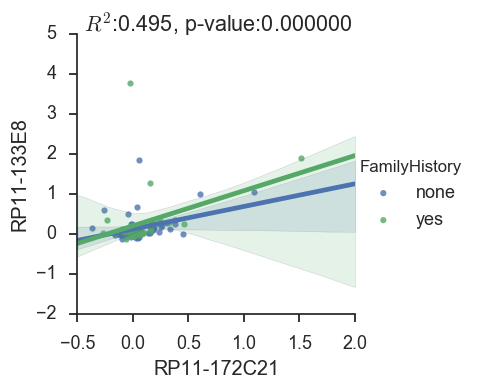 R²:0.495, p-value:0.000000
5
4
3
2
1
0
−1
−2
RP11-133E8
−0.5 0.0 0.5 1.0 1.5 2.0
RP11-172C21
FamilyHistory
none
yes